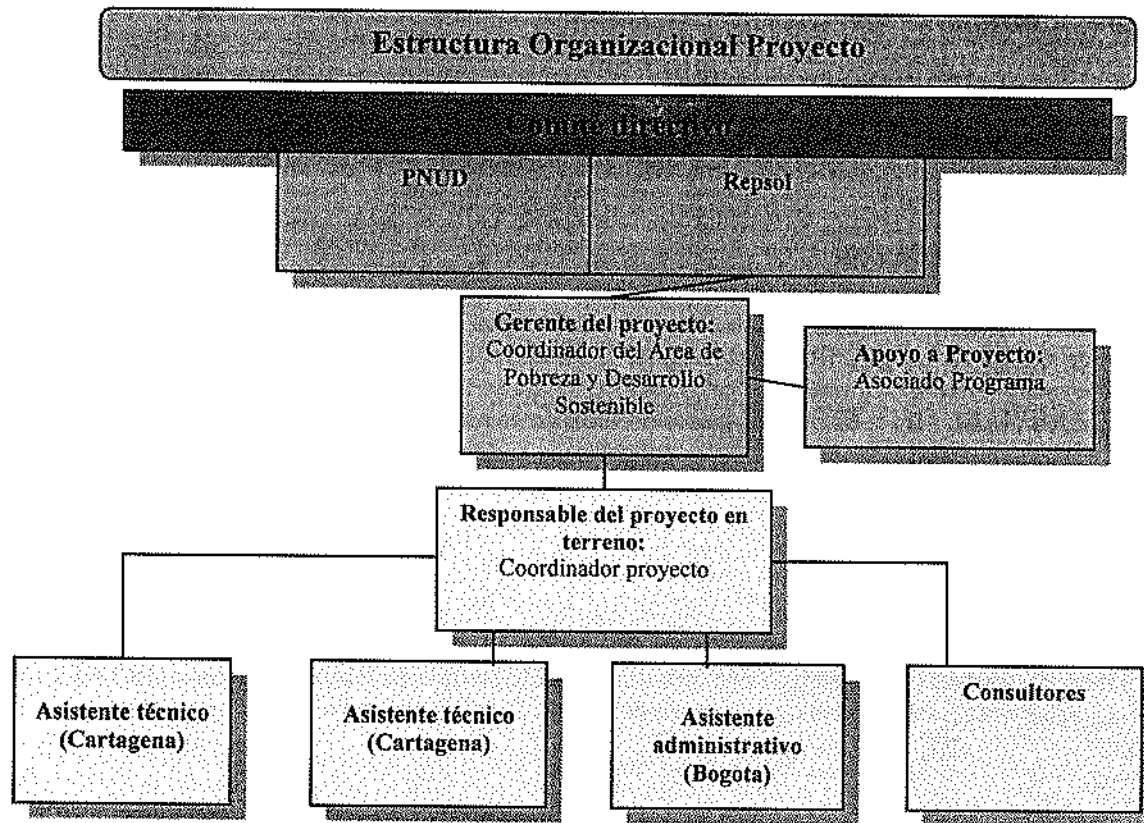 Estructura Organizacional Proyecto
Comité directivo
PNUD
Repsol
Gerente del proyecto:
Coordinador del Área de
Pobreza y Desarrollo
Sostenible
Apoyo a Proyecto:
Asociado Programa
Responsable del proyecto en
terreno:
Coordinador proyecto
Asistente técnico
(Cartagena)
Asistente técnico
(Cartagena)
Asistente
administrativo
(Bogota)
Consultores